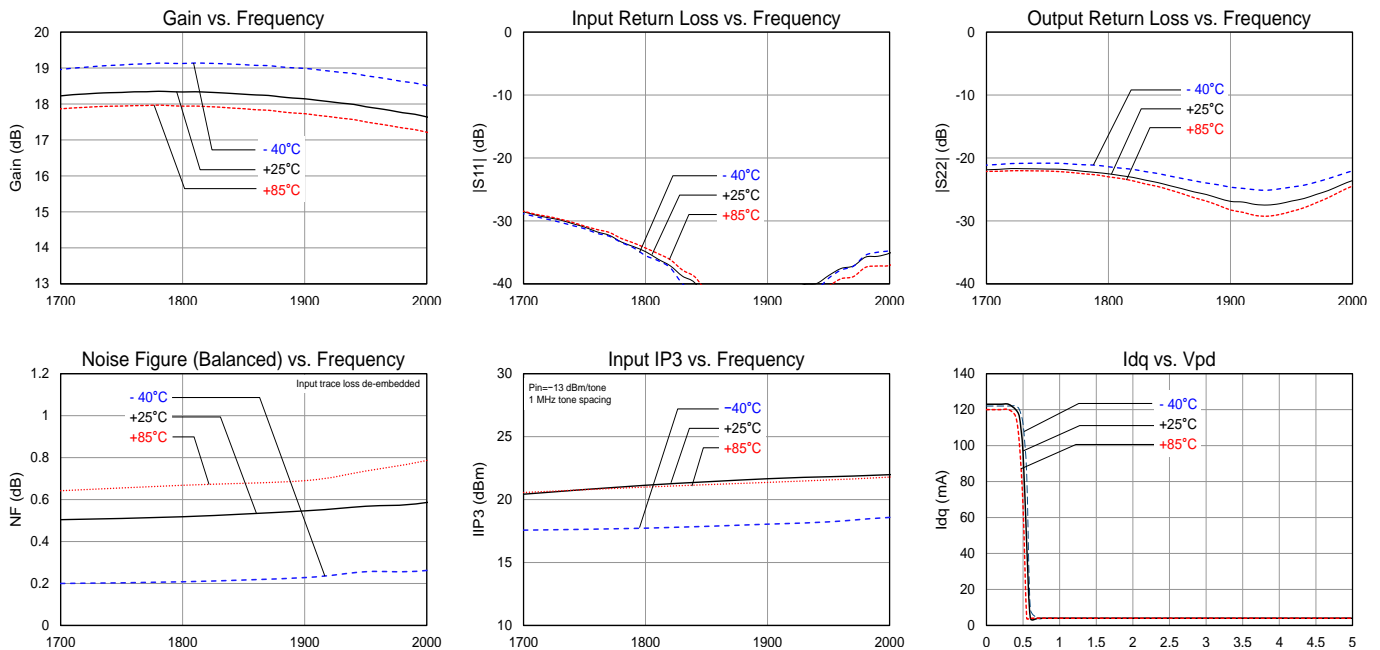 Gain vs. Frequency
Gain (dB)
20
19
18
17
16
15
14
13
1700
1800
1900
2000
- 40°C
+25°C
+85°C
Input Return Loss vs. Frequency
|S11| (dB)
0
-10
-20
-30
-40
1700
1800
1900
2000
- 40°C
+25°C
+85°C
Output Return Loss vs. Frequency
|S22| (dB)
0
-10
-20
-30
-40
1700
1800
1900
2000
- 40°C
+25°C
+85°C
Noise Figure (Balanced) vs. Frequency
Input trace loss de-embedded
NF (dB)
1.2
1
0.8
0.6
0.4
0.2
0
1700
1800
1900
2000
- 40°C
+25°C
+85°C
Input IP3 vs. Frequency
Pin=−13 dBm/tone
1 MHz tone spacing
IIP3 (dBm)
30
25
20
15
10
1700
1800
1900
2000
−40°C
+25°C
+85°C
Idq vs. Vpd
Idq (mA)
140
120
100
80
60
40
20
0
0
0.5
1
1.5
2
2.5
3
3.5
4
4.5
5
- 40°C
+25°C
+85°C